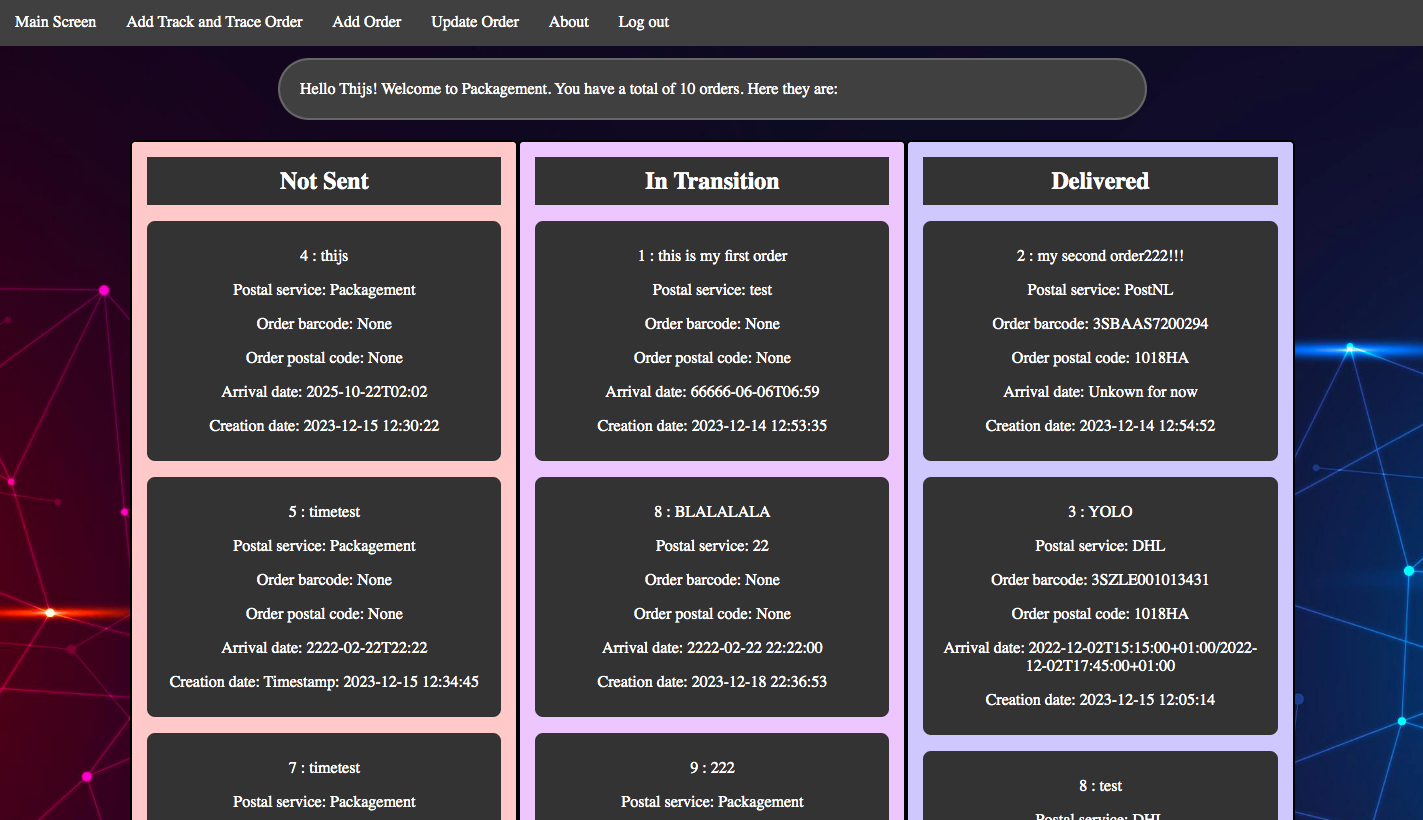 Main Screen Add Track and Trace Order Add Order Update Order About Log out
Hello Thijs! Welcome to Packagement. You have a total of 10 orders. Here they are:
Not Sent
4 : thijs
Postal service: Packagement
Order barcode: None
Order postal code: None
Arrival date: 2025-10-22T02:02
Creation date: 2023-12-15 12:30:22
5 : timetest
Postal service: Packagement
Order barcode: None
Order postal code: None
Arrival date: 2222-02-22T22:22
Creation date: Timestamp: 2023-12-15 12:34:45
7 : timetest
Postal service: Packagement
In Transition
1 : this is my first order
Postal service: test
Order barcode: None
Order postal code: None
Arrival date: 66666-06-06T06:59
Creation date: 2023-12-14 12:53:35
8 : BLALALALA
Postal service: 22
Order barcode: None
Order postal code: None
Arrival date: 2222-02-22 22:22:00
Creation date: 2023-12-18 22:36:53
9 : 222
Postal service: Packagement
Delivered
2 : my second order222!!!
Postal service: PostNL
Order barcode: 3SBAAS7200294
Order postal code: 1018HA
Arrival date: Unkown for now
Creation date: 2023-12-14 12:54:52
3 : YOLO
Postal service: DHL
Order barcode: 3SZLE001013431
Order postal code: 1018HA
Arrival date: 2022-12-02T15:15:00+01:00/2022-
12-02T17:45:00+01:00
Creation date: 2023-12-15 12:05:14
8 : test
Postal service: DHL